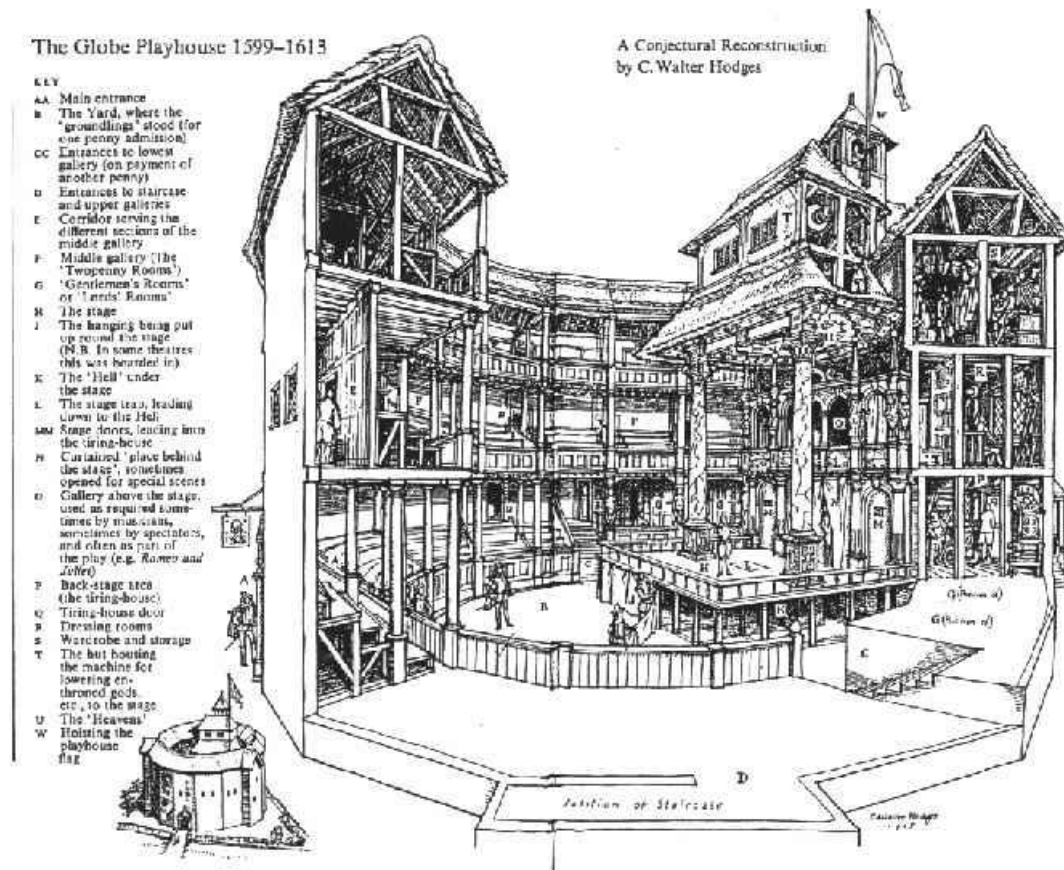 The Globe Playhouse 1599–1613
A Conjectural Reconstruction
by C. Walter Hodges
KEY
AA Main entrance
B The Yard, where the
'groundlings' stood (for
one penny admission)
CC Entrances to lowest
gallery (on payment of
another penny)
D Entrances to staircase
and upper galleries
E Corridor serving the
different sections of the
middle gallery
F Middle gallery (The
'Twopenny Rooms')
G 'Gentlemen's Rooms'
or 'Lords' Rooms'
H The stage
J The hanging being put
up round the stage
(N.B. In some theatres
this was boarded in)
K The 'Hell' under
the stage
L The stage trap, leading
down to the Hell
MM Stage doors, leading into
the tiring-house
N Curtained 'place behind
the stage', sometimes
opened for special scenes
O Gallery above the stage,
used as required some-
times by musicians,
sometimes by spectators,
and often as part of
the play (e.g. Romeo and
Juliet)
P Back-stage area
(the tiring-house)
Q Tiring-house door
R Dressing rooms
S Wardrobe and storage
T The hut housing
the machine for
lowering en-
throned gods,
etc., to the stage
U The 'Heavens'
W Hoisting the
playhouse
flag
W
T
S
E
F
F
R
O
M
A
A
B
C
H
L
K
G (Position of)
C
D
Position of Staircase